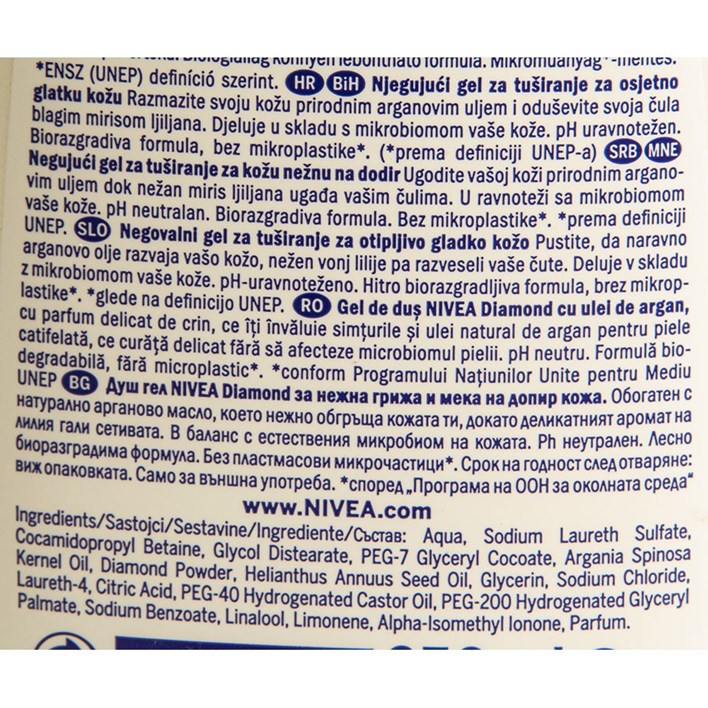 Biológiailag könnyen lebontható formula. Mikroműanyag*-mentes.
*ENSZ (UNEP) definíció szerint. HR BiH Njegujući gel za tuširanje za osjetno
glatku kožu Razmazite svoju kožu prirodnim arganovim uljem i oduševite svoja čula
blagim mirisom ljiljana. Djeluje u skladu s mikrobiomom vaše kože. pH uravnotežen.
Biorazgradiva formula, bez mikroplastike*. (*prema definiciji UNEP-a) SRB MNE
Negujući gel za tuširanje za kožu nežnu na dodir Ugodite vašoj koži prirodnim argano-
vim uljem dok nežan miris ljiljana ugađa vašim čulima. U ravnoteži sa mikrobiomom
vaše kože. pH neutralan. Biorazgradiva formula. Bez mikroplastike*. *prema definiciji
UNEP. SLO Negovalni gel za tuširanje za otipljivo gladko kožo Pustite, da naravno
arganovo olje razvaja vašo kožo, nežen vonj lilije pa razveseli vaše čute. Deluje v skladu
z mikrobiomom vaše kože. pH-uravnoteženo. Hitro biorazgradljiva formula, brez mikrop-
lastike*. *glede na definicijo UNEP. RO Gel de duș NIVEA Diamond cu ulei de argan,
cu parfum delicat de crin, ce îți învăluie simțurile și ulei natural de argan pentru piele
catifelată, ce curăță delicat fără să afecteze microbiomul pielii. pH neutru. Formulă bio-
degradabilă, fără microplastic*. *conform Programului Națiunilor Unite pentru Mediu
UNEP BG Душ гел NIVEA Diamond за нежна грижа и мека на допир кожа. Обогатен с
натурално арганово масло, което нежно обгръща кожата ти, докато деликатният аромат на
лилия гали сетивата. В баланс с естествения микробиом на кожата. Ph неутрален. Лесно
биоразградима формула. Без пластмасови микрочастици*. Срок на годност след отваряне:
виж опаковката. Само за външна употреба. *според „Програма на ООН за околната среда“
www.NIVEA.com
Ingredients/Sastojci/Sestavine/Ingrediente/Състав: Aqua, Sodium Laureth Sulfate,
Cocamidopropyl Betaine, Glycol Distearate, PEG-7 Glyceryl Cocoate, Argania Spinosa
Kernel Oil, Diamond Powder, Helianthus Annuus Seed Oil, Glycerin, Sodium Chloride,
Laureth-4, Citric Acid, PEG-40 Hydrogenated Castor Oil, PEG-200 Hydrogenated Glyceryl
Palmate, Sodium Benzoate, Linalool, Limonene, Alpha-Isomethyl Ionone, Parfum.